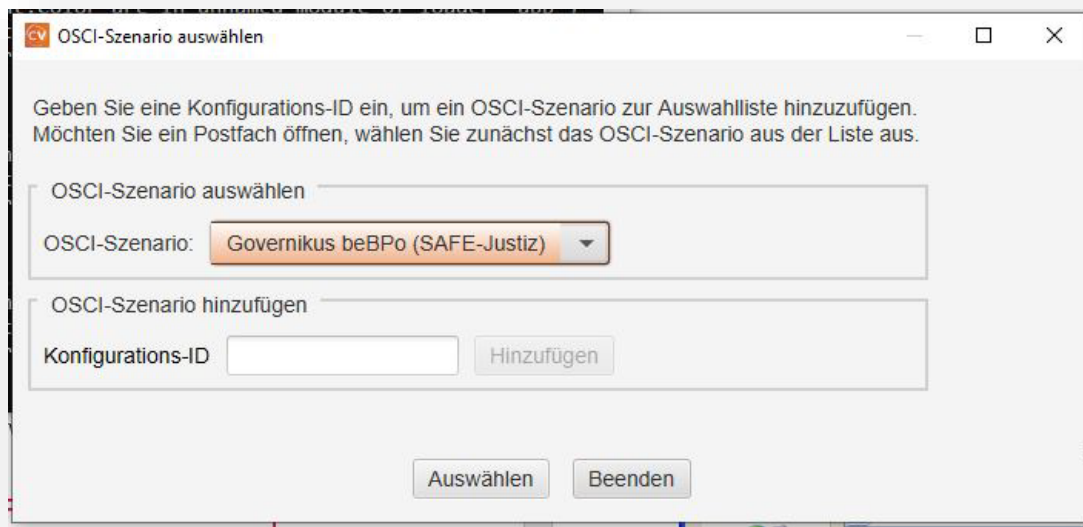 CV OSCI-Szenario auswählen
Geben Sie eine Konfigurations-ID ein, um ein OSCI-Szenario zur Auswahlliste hinzuzufügen.
Möchten Sie ein Postfach öffnen, wählen Sie zunächst das OSCI-Szenario aus der Liste aus.
OSCI-Szenario auswählen
OSCI-Szenario: Governikus beBPo (SAFE-Justiz)
OSCI-Szenario hinzufügen
Konfigurations-ID Hinzufügen
Auswählen Beenden